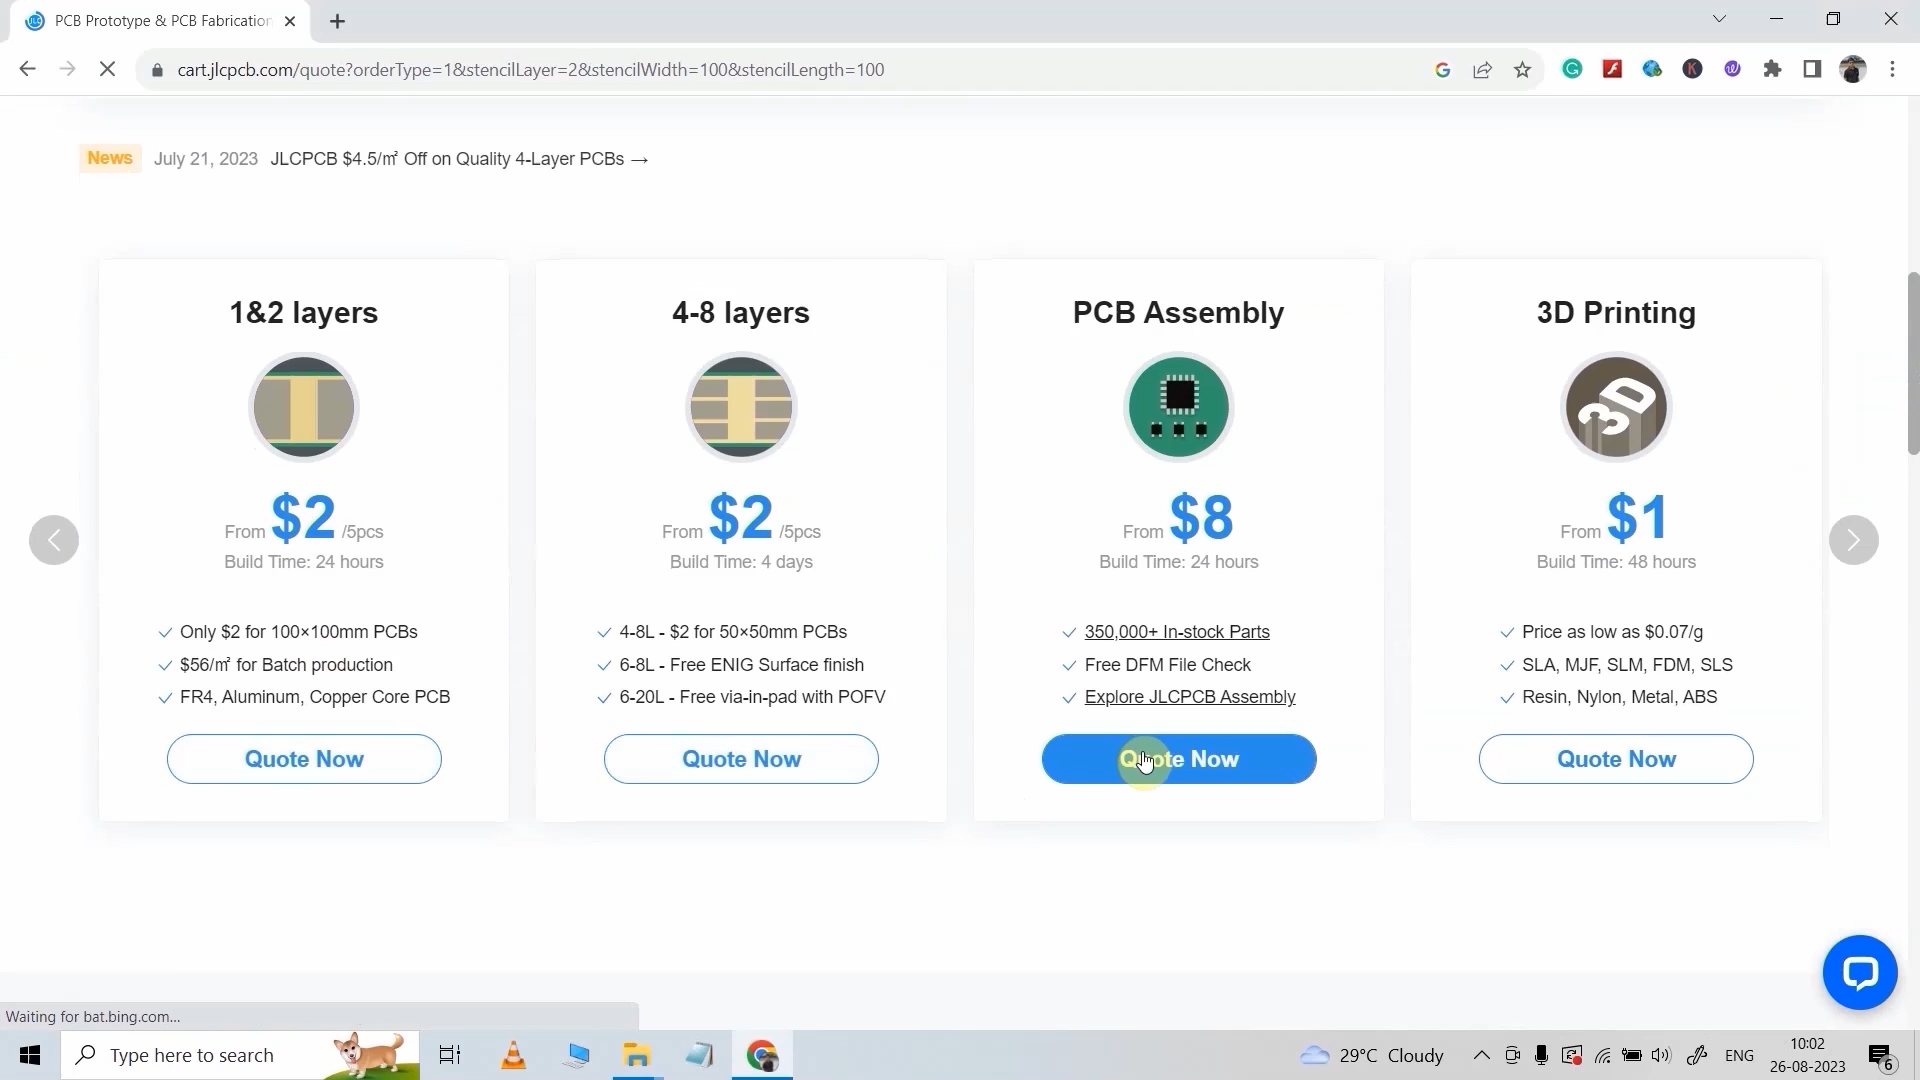 PCB Prototype & PCB Fabrication
cart.jlcpcb.com/quote?orderType=1&stencilLayer=2&stencilWidth=100&stencilLength=100
News July 21, 2023 JLCPCB $4.5/㎡ Off on Quality 4-Layer PCBs →
1&2 layers
From $2 /5pcs
Build Time: 24 hours
Only $2 for 100×100mm PCBs
$56/㎡ for Batch production
FR4, Aluminum, Copper Core PCB
Quote Now
4-8 layers
From $2 /5pcs
Build Time: 4 days
4-8L - $2 for 50×50mm PCBs
6-8L - Free ENIG Surface finish
6-20L - Free via-in-pad with POFV
Quote Now
PCB Assembly
From $8
Build Time: 24 hours
350,000+ In-stock Parts
Free DFM File Check
Explore JLCPCB Assembly
Quote Now
3D Printing
3D
From $1
Build Time: 48 hours
Price as low as $0.07/g
SLA, MJF, SLM, FDM, SLS
Resin, Nylon, Metal, ABS
Quote Now
Waiting for bat.bing.com...
Type here to search
29°C Cloudy
ENG
10:02
26-08-2023
6